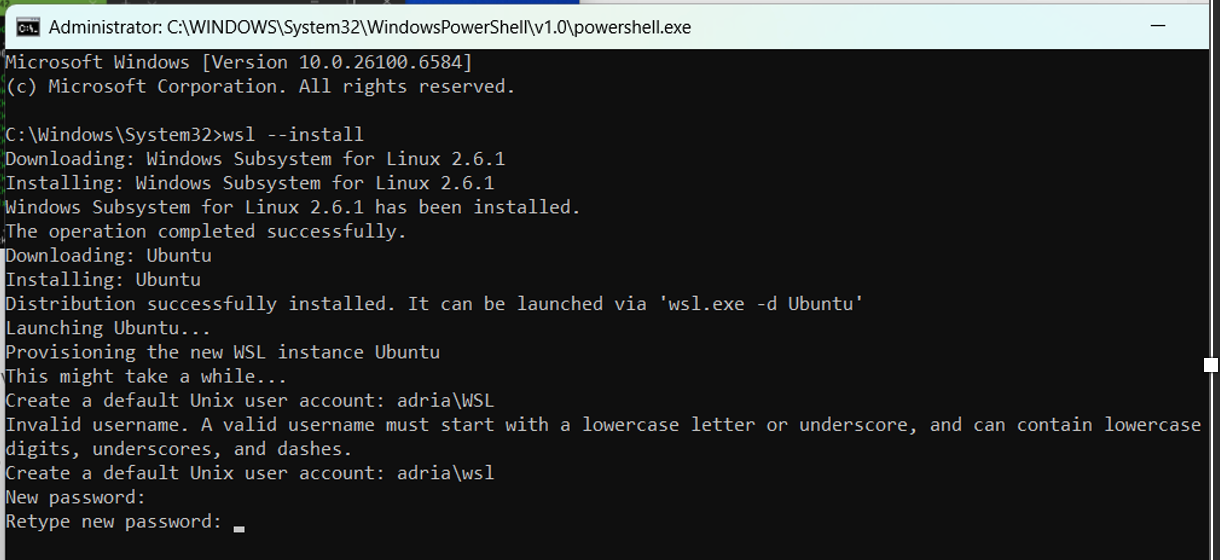 Administrator: C:\WINDOWS\System32\WindowsPowerShell\v1.0\powershell.exe
Microsoft Windows [Version 10.0.26100.6584]
(c) Microsoft Corporation. All rights reserved.
C:\Windows\System32>wsl --install
Downloading: Windows Subsystem for Linux 2.6.1
Installing: Windows Subsystem for Linux 2.6.1
Windows Subsystem for Linux 2.6.1 has been installed.
The operation completed successfully.
Downloading: Ubuntu
Installing: Ubuntu
Distribution successfully installed. It can be launched via 'wsl.exe -d Ubuntu'
Launching Ubuntu...
Provisioning the new WSL instance Ubuntu
This might take a while...
Create a default Unix user account: adria\WSL
Invalid username. A valid username must start with a lowercase letter or underscore, and can contain lowercase
digits, underscores, and dashes.
Create a default Unix user account: adria\wsl
New password:
Retype new password: